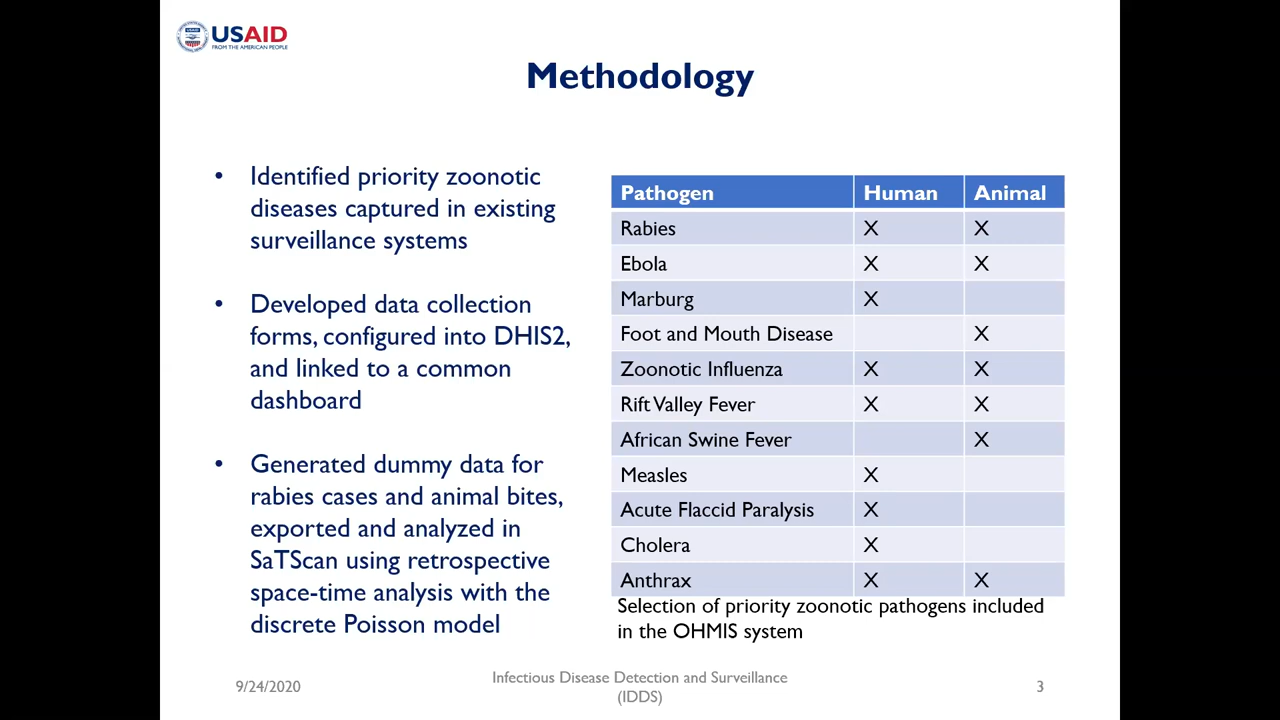 USAID
FROM THE AMERICAN PEOPLE
Methodology
• Identified priority zoonotic
diseases captured in existing
surveillance systems
• Developed data collection
forms, configured into DHIS2,
and linked to a common
dashboard
• Generated dummy data for
rabies cases and animal bites,
exported and analyzed in
SaTScan using retrospective
space-time analysis with the
discrete Poisson model
Pathogen Human Animal
Rabies X X
Ebola X X
Marburg X
Foot and Mouth Disease X
Zoonotic Influenza X X
Rift Valley Fever X X
African Swine Fever X
Measles X
Acute Flaccid Paralysis X
Cholera X
Anthrax X X
Selection of priority zoonotic pathogens included
in the OHMIS system
9/24/2020
Infectious Disease Detection and Surveillance
(IDDS)
3